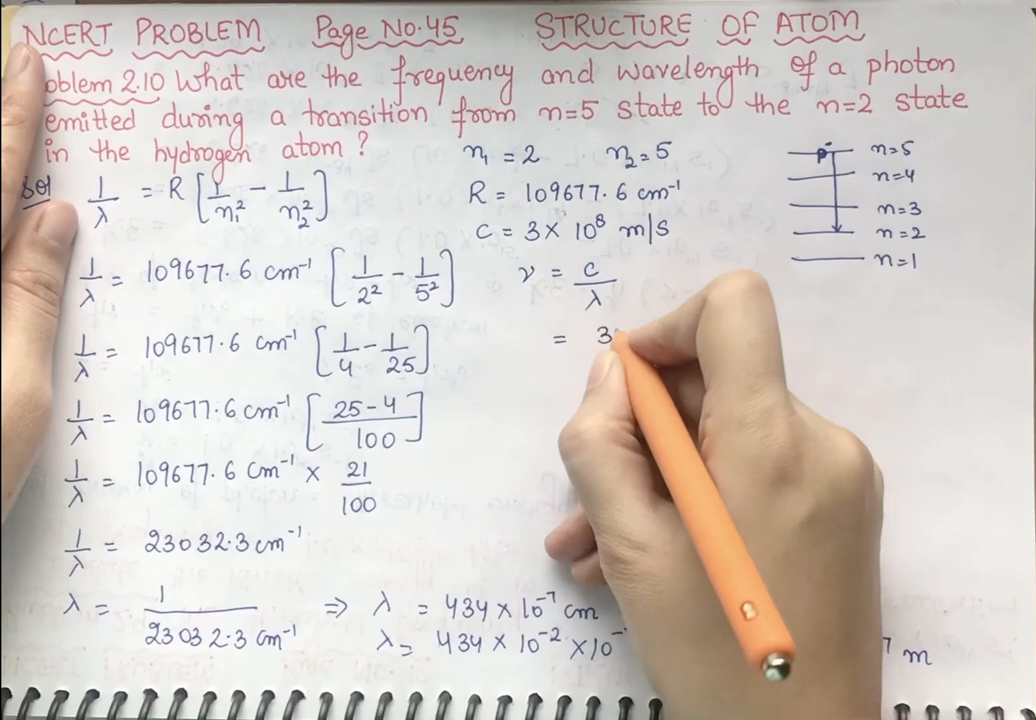 NCERT PROBLEM Page No.45 STRUCTURE OF ATOM
oblem 2.10 What are the frequency and wavelength of a photon
emitted during a transition from n=5 state to the n=2 state
in the hydrogen atom?
n₁ = 2 n₂ = 5
n=5
n=4
n=3
n=2
n=1
Sol 1/λ = R [1/n₁² - 1/n₂²]
R = 109677.6 cm⁻¹
C = 3 × 10⁸ m/s
1/λ = 109677.6 cm⁻¹ [1/2² - 1/5²]
ν = c/λ
1/λ = 109677.6 cm⁻¹ [1/4 - 1/25]
= 3
1/λ = 109677.6 cm⁻¹ [25-4/100]
1/λ = 109677.6 cm⁻¹ × 21/100
1/λ = 23032.3 cm⁻¹
λ = 1/23032.3 cm⁻¹ ⇒ λ = 434 × 10⁻⁷ cm
λ = 434 × 10⁻² × 10⁻ ⁷ m